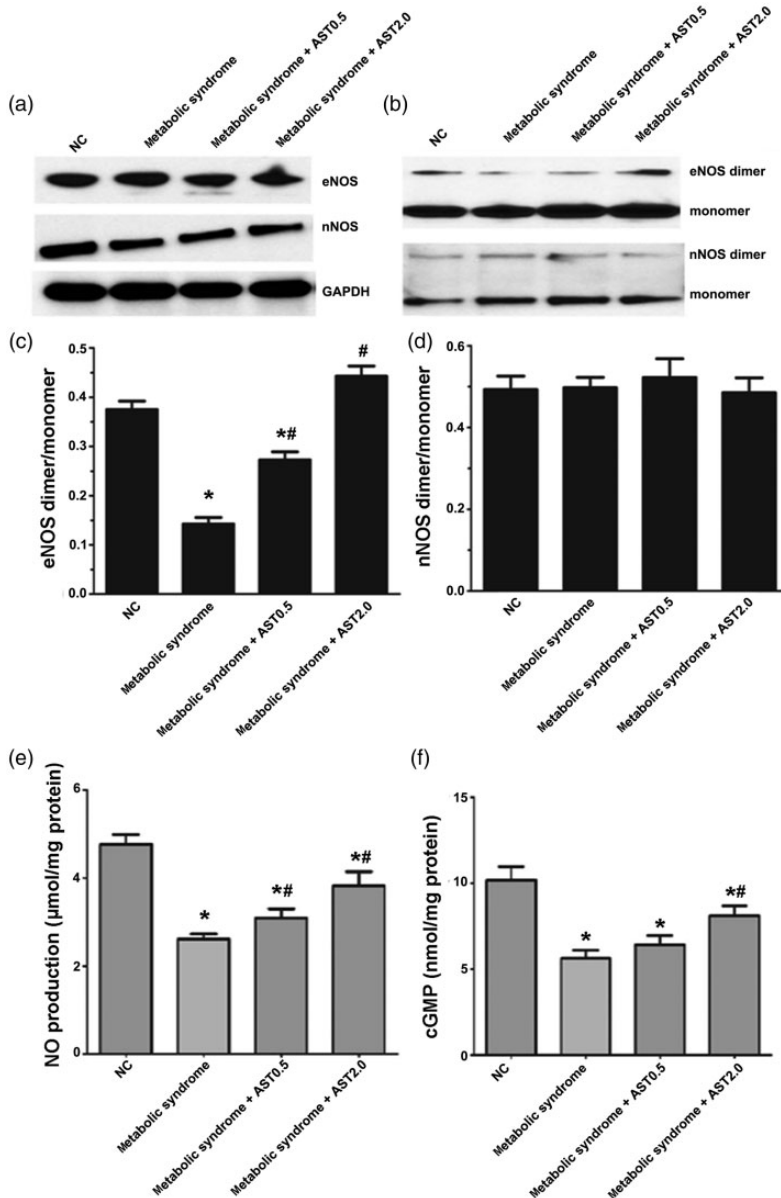 (a)
NC
Metabolic syndrome
Metabolic syndrome + AST0.5
Metabolic syndrome + AST2.0
eNOS
nNOS
GAPDH
(b)
NC
Metabolic syndrome
Metabolic syndrome + AST0.5
Metabolic syndrome + AST2.0
eNOS dimer
monomer
nNOS dimer
monomer
(c)
eNOS dimer/monomer
0.5
0.4
0.3
0.2
0.1
0.0
*
*#
#
NC
Metabolic syndrome
Metabolic syndrome + AST0.5
Metabolic syndrome + AST2.0
(d)
nNOS dimer/monomer
0.6
0.4
0.2
0.0
NC
Metabolic syndrome
Metabolic syndrome + AST0.5
Metabolic syndrome + AST2.0
(e)
NO production (µmol/mg protein)
6
4
2
0
*
*#
*#
NC
Metabolic syndrome
Metabolic syndrome + AST0.5
Metabolic syndrome + AST2.0
(f)
cGMP (nmol/mg protein)
15
10
5
0
*
*
*#
NC
Metabolic syndrome
Metabolic syndrome + AST0.5
Metabolic syndrome + AST2.0